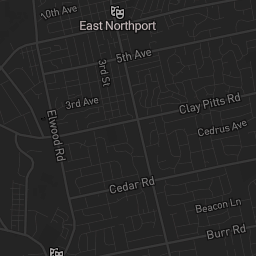 10th Ave
East Northport
5th Ave
3rd St
3rd Ave
Clay Pitts Rd
Elwood Rd
Cedrus Ave
Cedar Rd
Beacon Ln
Burr Rd